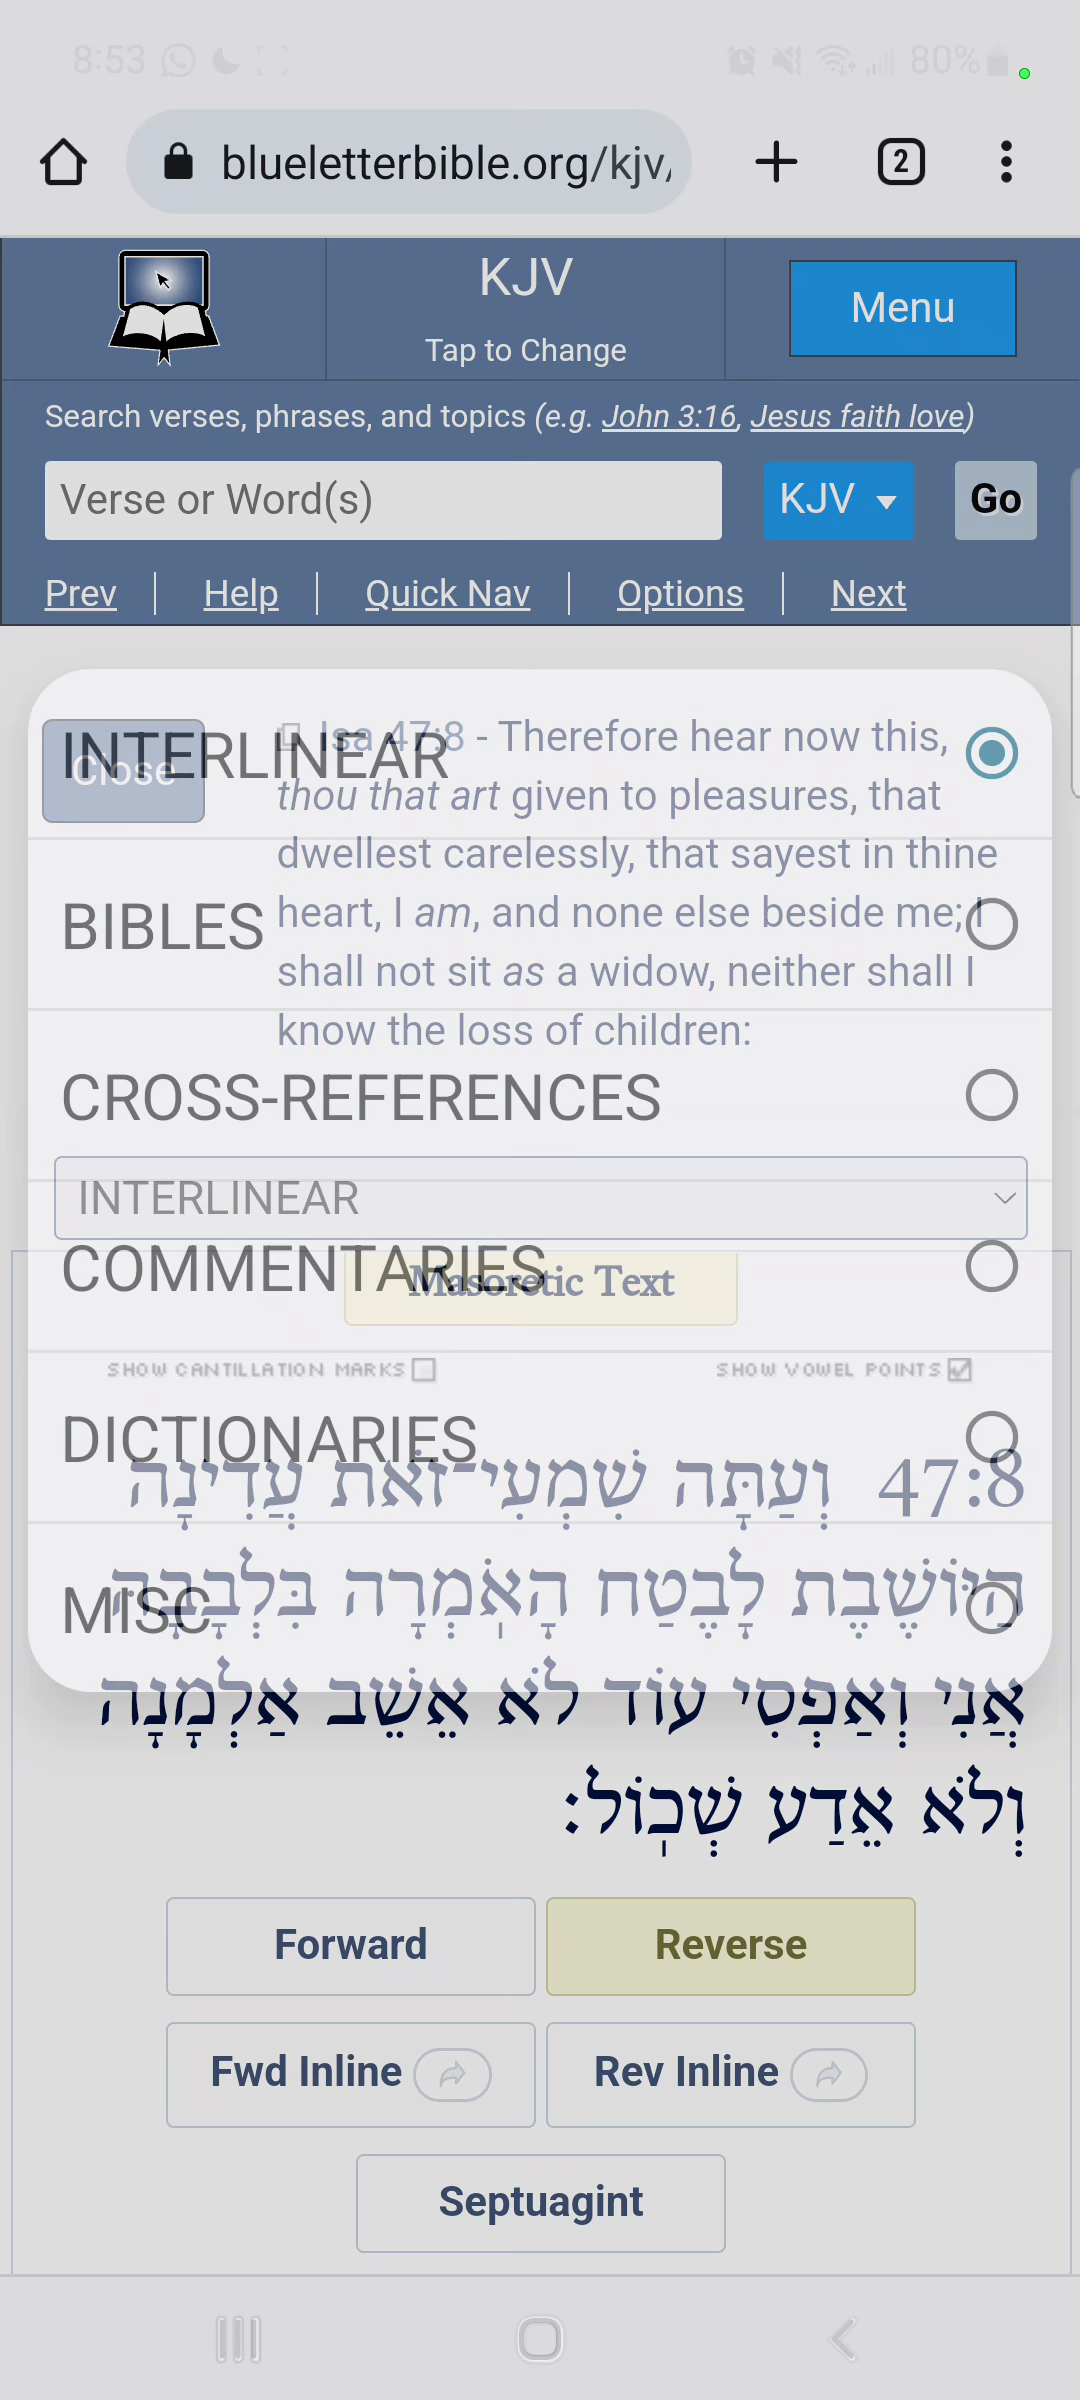 8:53
80%
blueletterbible.org/kjv/
2
KJV
Tap to Change
Menu
Search verses, phrases, and topics (e.g. John 3:16, Jesus faith love)
Verse or Word(s)
KJV
Go
Prev
Help
Quick Nav
Options
Next
INTERLINEAR
Close
Isa 47:8 - Therefore hear now this,
thou that art given to pleasures, that
dwellest carelessly, that sayest in thine
BIBLES
heart, I am, and none else beside me; I
shall not sit as a widow, neither shall I
know the loss of children:
CROSS-REFERENCES
INTERLINEAR
COMMENTARIES
Masoretic Text
SHOW CANTILLATION MARKS
SHOW VOWEL POINTS
DICTIONARIES
47:8 וְעַתָּה שִׁמְעִי־זֹאת עֲדִינָה
הַיּוֹשֶׁבֶת לָבֶטַח הָאֹֽמְרָה בִּלְבָבָהּ
MISC
אֲנִי וְאַפְסִי עוֹד לֹא אֵשֵׁב אַלְמָנָה
וְלֹא אֵדַע שְׁכֽוֹל׃
Forward
Reverse
Fwd Inline
Rev Inline
Septuagint